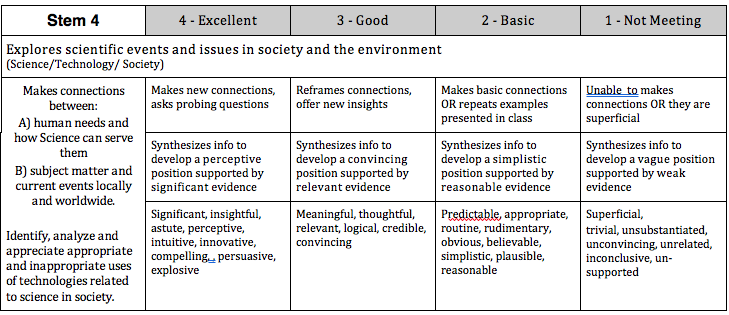 Stem 4
4 - Excellent
3 - Good
2 - Basic
1 - Not Meeting
Explores scientific events and issues in society and the environment
(Science/Technology/ Society)
Makes connections
between:
A) human needs and
how Science can serve
them
B) subject matter and
current events locally
and worldwide.
Identify, analyze and
appreciate appropriate
and inappropriate uses
of technologies related
to science in society.
Makes new connections,
asks probing questions
Reframes connections,
offer new insights
Makes basic connections
OR repeats examples
presented in class
Unable to makes
connections OR they are
superficial
Synthesizes info to
develop a perceptive
position supported by
significant evidence
Synthesizes info to
develop a convincing
position supported by
relevant evidence
Synthesizes info to
develop a simplistic
position supported by
reasonable evidence
Synthesizes info to
develop a vague position
supported by weak
evidence
Significant, insightful,
astute, perceptive,
intuitive, innovative,
compelling,, persuasive,
explosive
Meaningful, thoughtful,
relevant, logical, credible,
convincing
Predictable, appropriate,
routine, rudimentary,
obvious, believable,
simplistic, plausible,
reasonable
Superficial,
trivial, unsubstantiated,
unconvincing, unrelated,
inconclusive, un-
supported